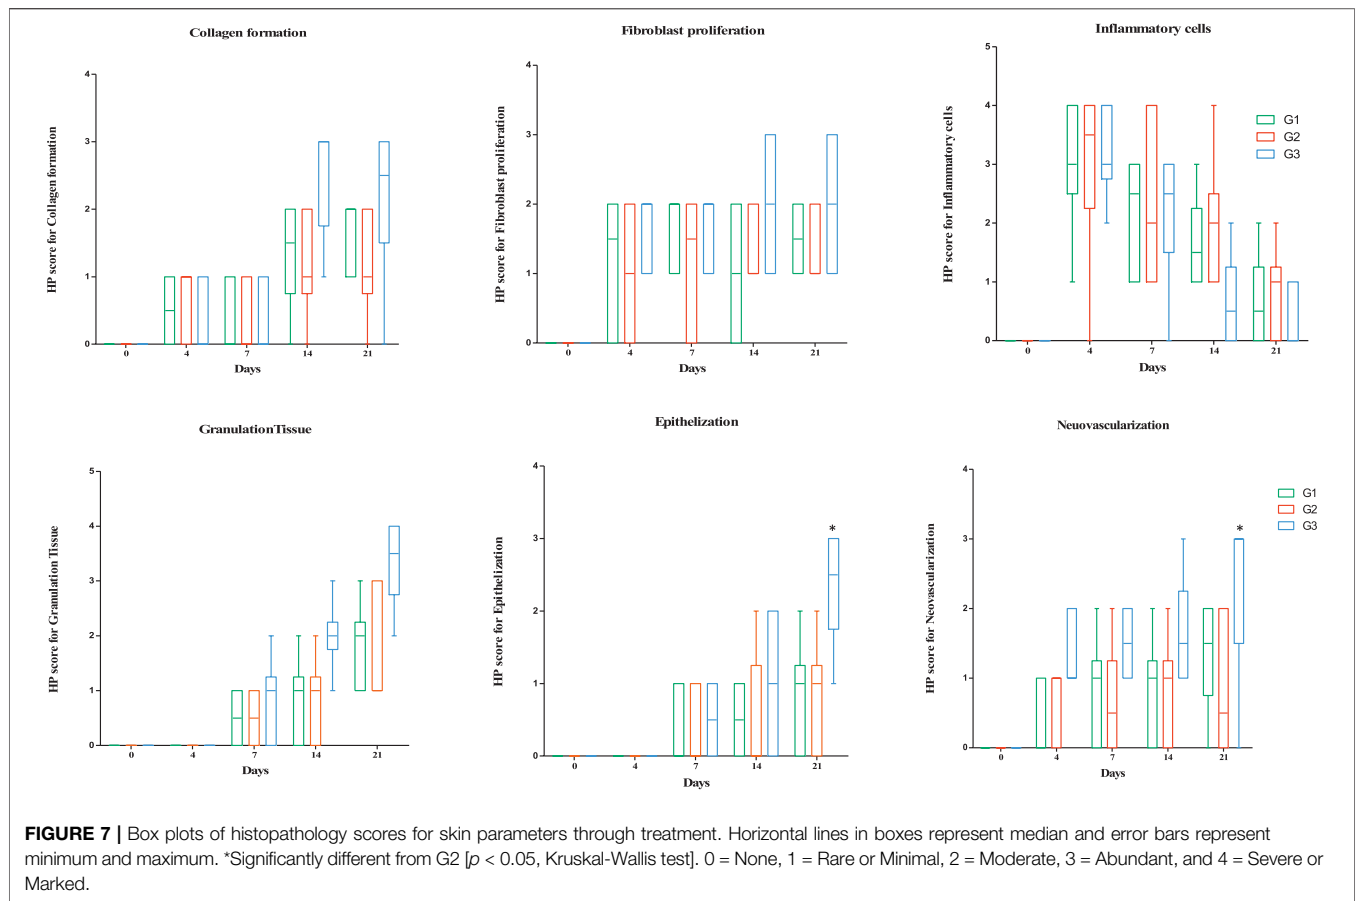 Collagen formation
HP score for Collagen formation
4
3
2
1
0
0 4 7 14 21
Days
Fibroblast proliferation
HP score for Fibroblast proliferation
4
3
2
1
0
0 4 7 14 21
Days
Inflammatory cells
HP score for Inflammatory cells
5
4
3
2
1
0
0 4 7 14 21
Days
G1
G2
G3
GranulationTissue
HP score for Granulation Tissue
5
4
3
2
1
0
0 4 7 14 21
Days
Epithelization
HP score for Epithelization
4
3
2
1
0
*
0 4 7 14 21
Days
Neuovascularization
HP score for Neovascularization
4
3
2
1
0
*
0 4 7 14 21
Days
G1
G2
G3
FIGURE 7 | Box plots of histopathology scores for skin parameters through treatment. Horizontal lines in boxes represent median and error bars represent
minimum and maximum. *Significantly different from G2 [p < 0.05, Kruskal-Wallis test]. 0 = None, 1 = Rare or Minimal, 2 = Moderate, 3 = Abundant, and 4 = Severe or
Marked.